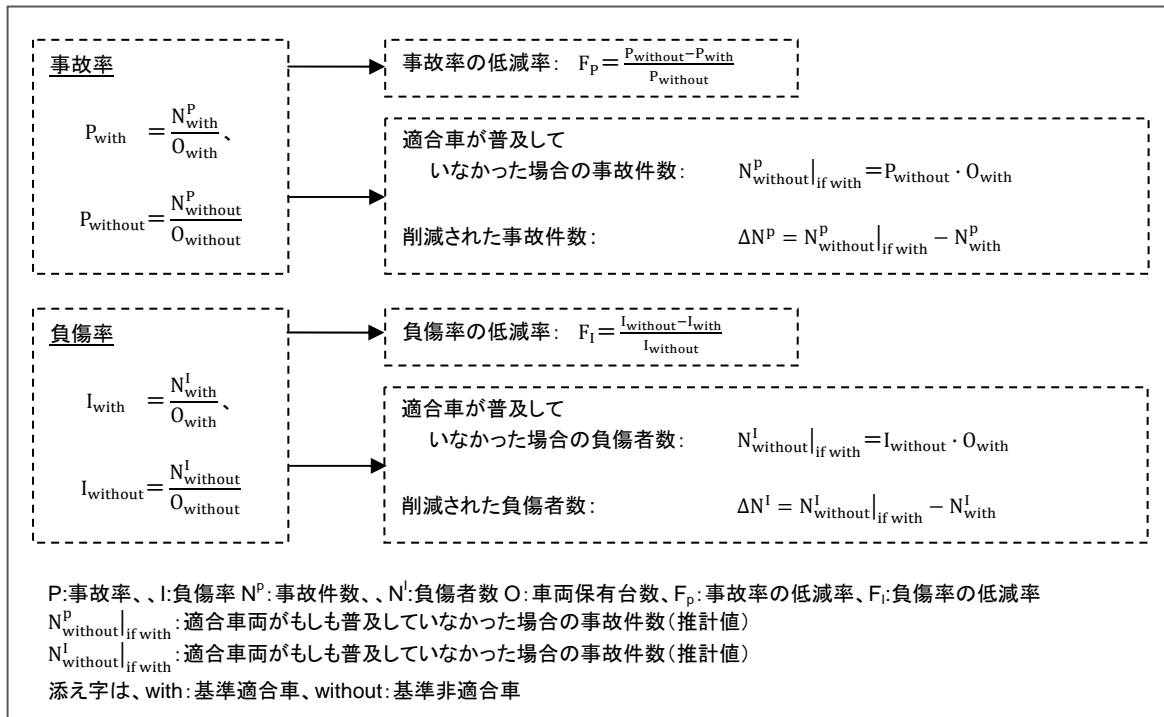 事故率
P_with = N^P_with / O_with、
P_without = N^P_without / O_without
事故率の低減率： F_P = (P_without−P_with) / P_without
適合車が普及して
いなかった場合の事故件数： N^p_without|_if with = P_without · O_with
削減された事故件数： ΔN^p = N^p_without|_if with − N^p_with
負傷率
I_with = N^I_with / O_with、
I_without = N^I_without / O_without
負傷率の低減率： F_I = (I_without−I_with) / I_without
適合車が普及して
いなかった場合の負傷者数： N^I_without|_if with = I_without · O_with
削減された負傷者数： ΔN^I = N^I_without|_if with − N^I_with
P:事故率、、I:負傷率 N^p：事故件数、、N^I:負傷者数 O：車両保有台数、F_p：事故率の低減率、F_I:負傷率の低減率
N^p_without|_if with：適合車両がもしも普及していなかった場合の事故件数（推計値）
N^I_without|_if with：適合車両がもしも普及していなかった場合の事故件数（推計値）
添え字は、with：基準適合車、without：基準非適合車